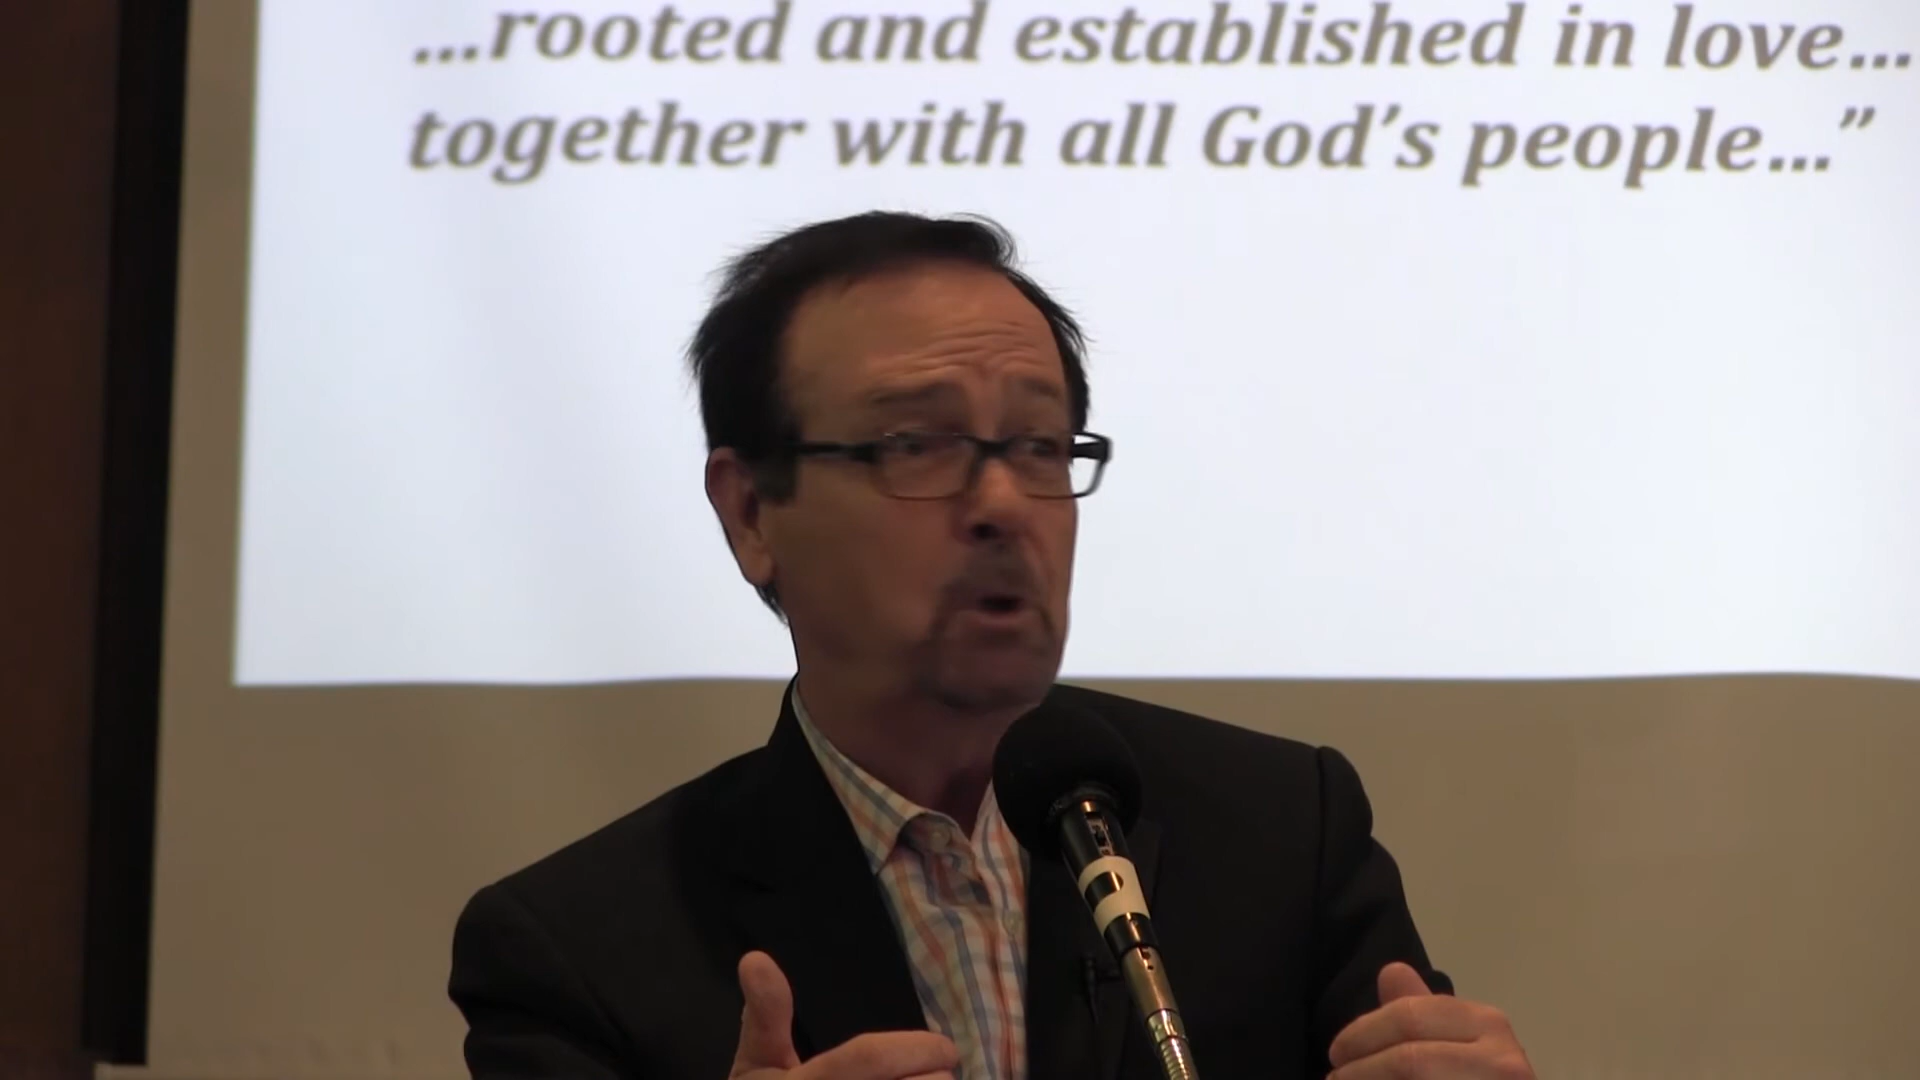 …rooted and established in love…
together with all God’s people…”